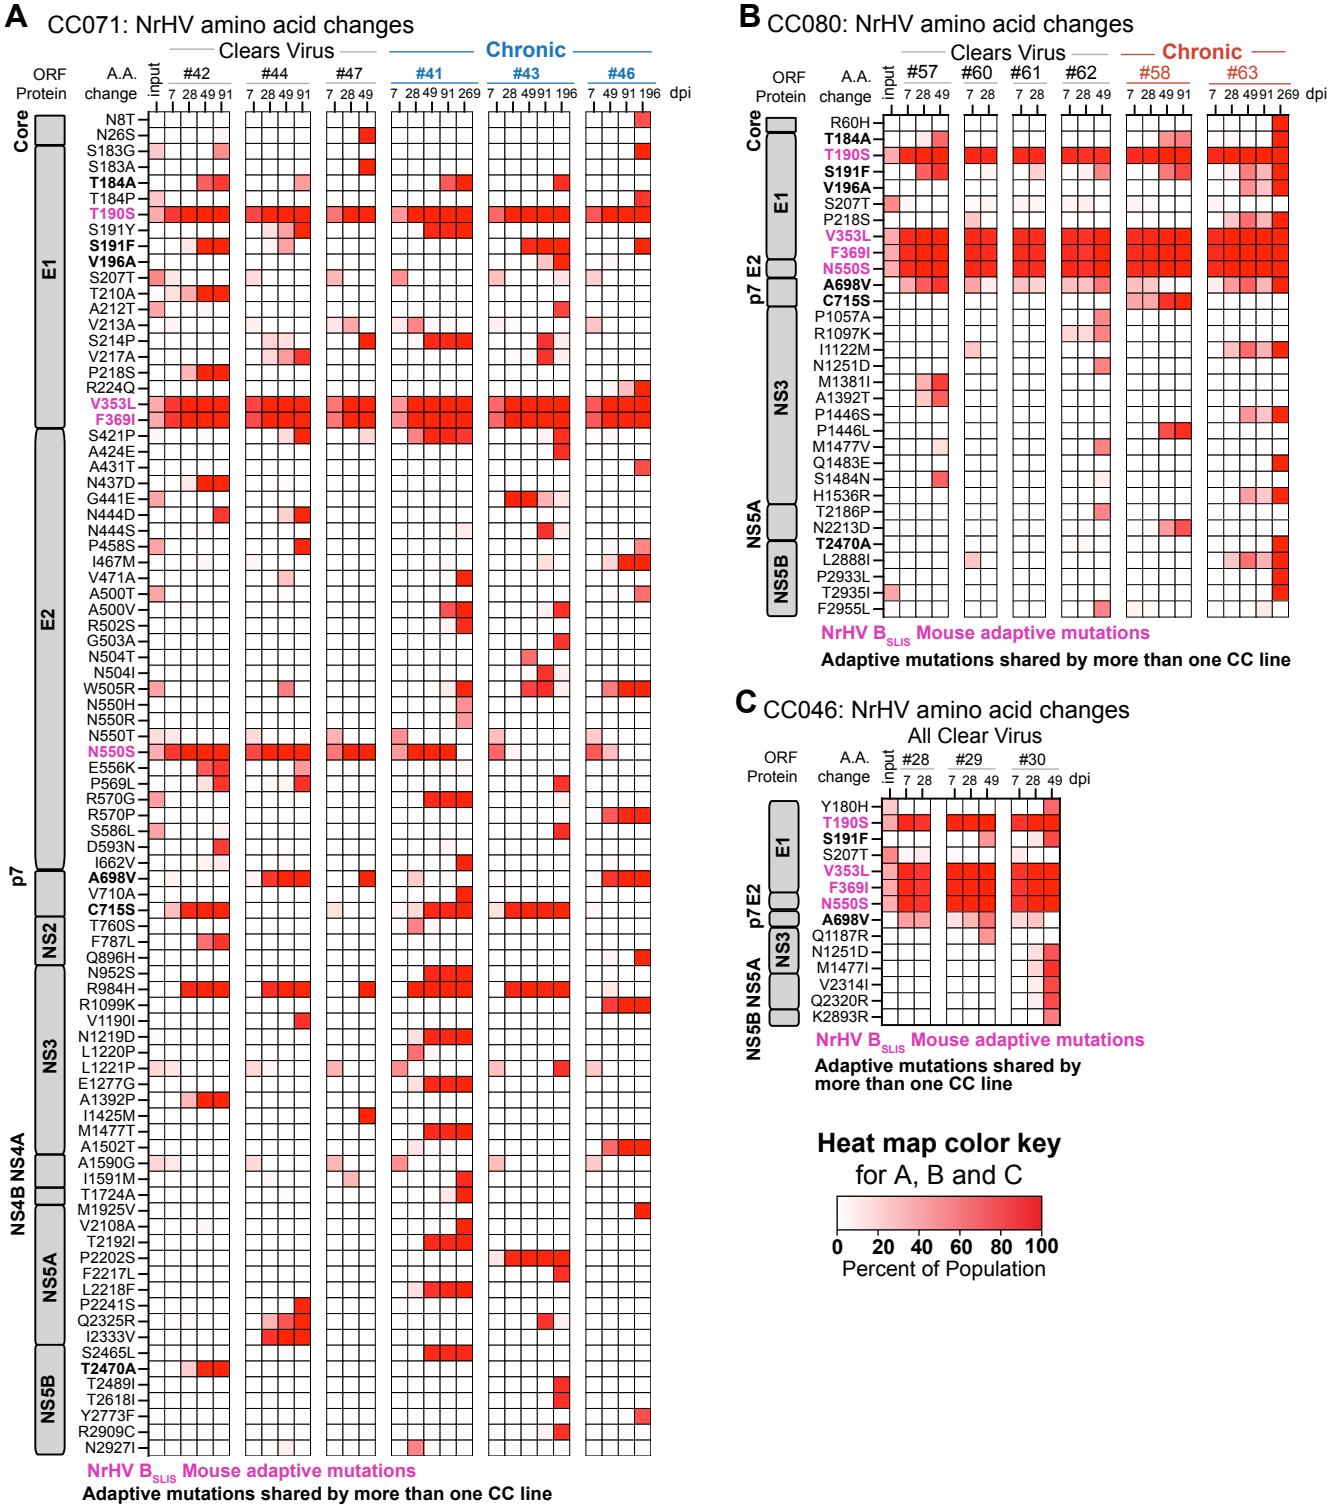 A CC071: NrHV amino acid changes
Clears Virus Chronic
ORF A.A. input #42 #44 #47 #41 #43 #46
Protein change 7 28 49 91 7 28 49 91 7 28 49 7 28 49 91 269 7 28 49 91 196 7 49 91 196 dpi
Core
E1
E2
p7
NS2
NS3
NS4A
NS4B
NS5A
NS5B
N8T
N26S
S183G
S183A
T184A
T184P
T190S
S191Y
S191F
V196A
S207T
T210A
A212T
V213A
S214P
V217A
P218S
R224Q
V353L
F369I
S421P
A424E
A431T
N437D
G441E
N444D
N444S
P458S
I467M
V471A
A500T
A500V
R502S
G503A
N504T
N504I
W505R
N550H
N550R
N550T
N550S
E556K
P569L
R570G
R570P
S586L
D593N
I662V
A698V
V710A
C715S
T760S
F787L
Q896H
N952S
R984H
R1099K
V1190I
N1219D
L1220P
L1221P
E1277G
A1392P
I1425M
M1477T
A1502T
A1590G
I1591M
T1724A
M1925V
V2108A
T2192I
P2202S
F2217L
L2218F
P2241S
Q2325R
I2333V
S2465L
T2470A
T2489I
T2618I
Y2773F
R2909C
N2927I
NrHV B_SLIS Mouse adaptive mutations
Adaptive mutations shared by more than one CC line
B CC080: NrHV amino acid changes
Clears Virus Chronic
ORF A.A. input #57 #60 #61 #62 #58 #63
Protein change 7 28 49 7 28 7 28 7 28 49 7 28 49 91 7 28 49 91 269 dpi
Core
E1
E2
p7
NS3
NS5A
NS5B
R60H
T184A
T190S
S191F
V196A
S207T
P218S
V353L
F369I
N550S
A698V
C715S
P1057A
R1097K
I1122M
N1251D
M1381I
A1392T
P1446S
P1446L
M1477V
Q1483E
S1484N
H1536R
T2186P
N2213D
T2470A
L2888I
P2933L
T2935I
F2955L
NrHV B_SLIS Mouse adaptive mutations
Adaptive mutations shared by more than one CC line
C CC046: NrHV amino acid changes
All Clear Virus
ORF A.A. input #28 #29 #30
Protein change 7 28 7 28 49 7 28 49 dpi
E1
E2
p7
NS3
NS5A
NS5B
Y180H
T190S
S191F
S207T
V353L
F369I
N550S
A698V
Q1187R
N1251D
M1477I
V2314I
Q2320R
K2893R
NrHV B_SLIS Mouse adaptive mutations
Adaptive mutations shared by
more than one CC line
Heat map color key
for A, B and C
0 20 40 60 80 100
Percent of Population